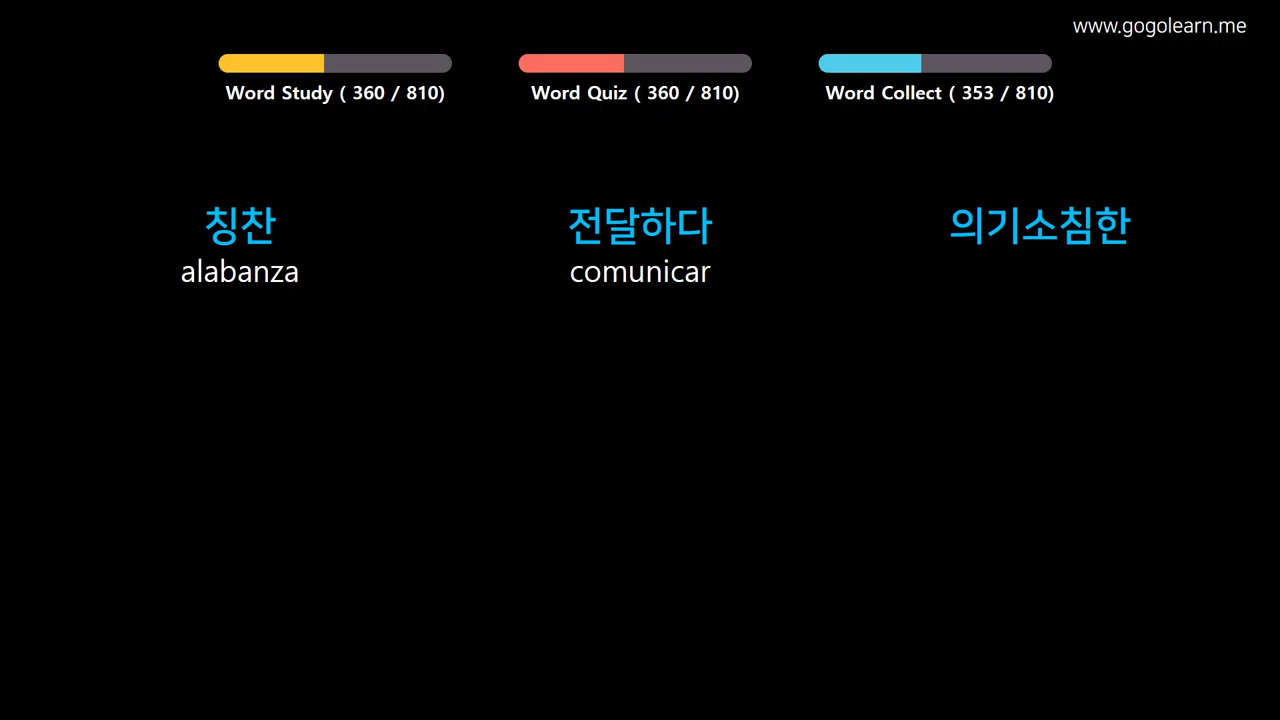 www.gogolearn.me
Word Study ( 360 / 810)
Word Quiz ( 360 / 810)
Word Collect ( 353 / 810)
칭찬
alabanza
전달하다
comunicar
의기소침한